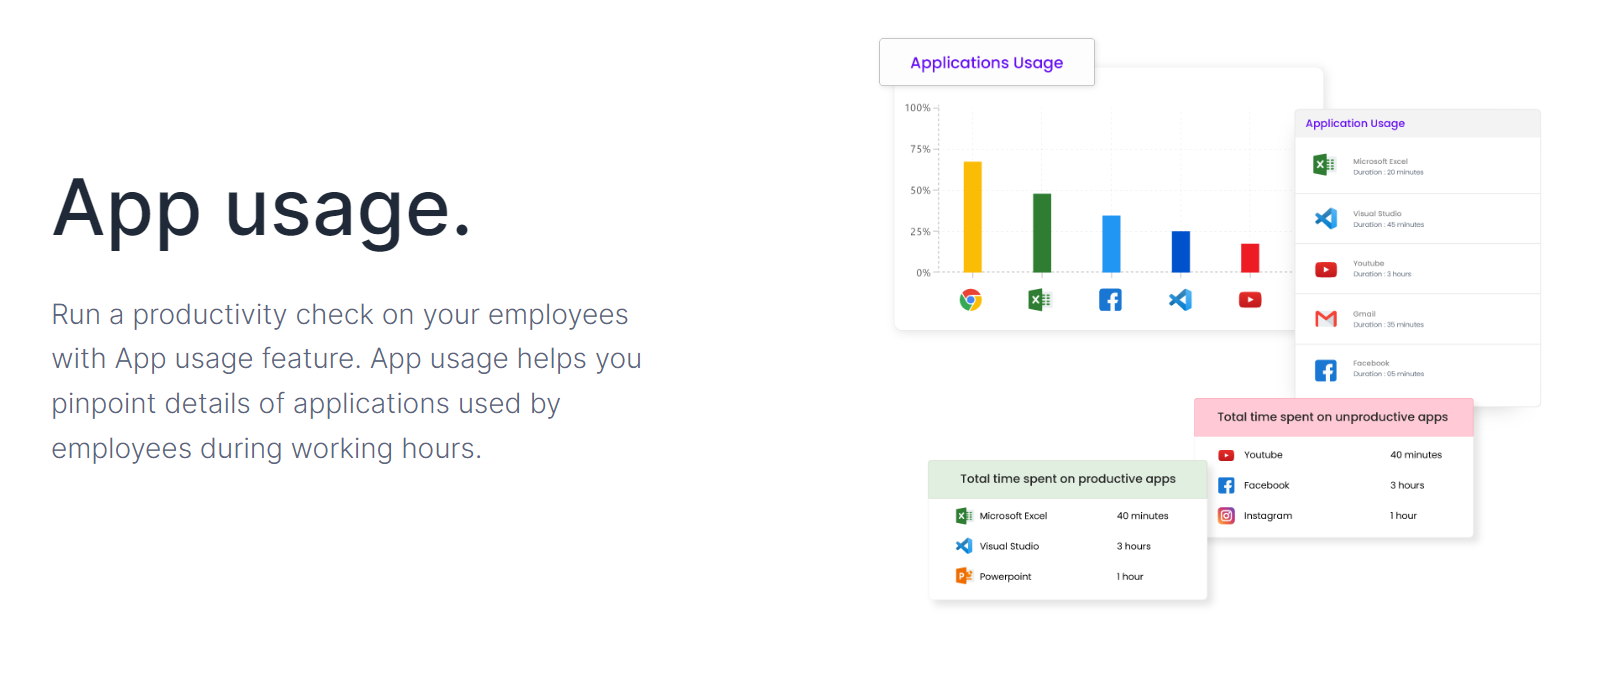 App usage.
Run a productivity check on your employees
with App usage feature. App usage helps you
pinpoint details of applications used by
employees during working hours.
Applications Usage
100%
75%
50%
25%
0%
Application Usage
Microsoft Excel
Duration : 20 minutes
Visual Studio
Duration : 45 minutes
Youtube
Duration : 3 hours
Gmail
Duration : 35 minutes
Facebook
Duration : 05 minutes
Total time spent on unproductive apps
Youtube 40 minutes
Facebook 3 hours
Instagram 1 hour
Total time spent on productive apps
Microsoft Excel 40 minutes
Visual Studio 3 hours
Powerpoint 1 hour